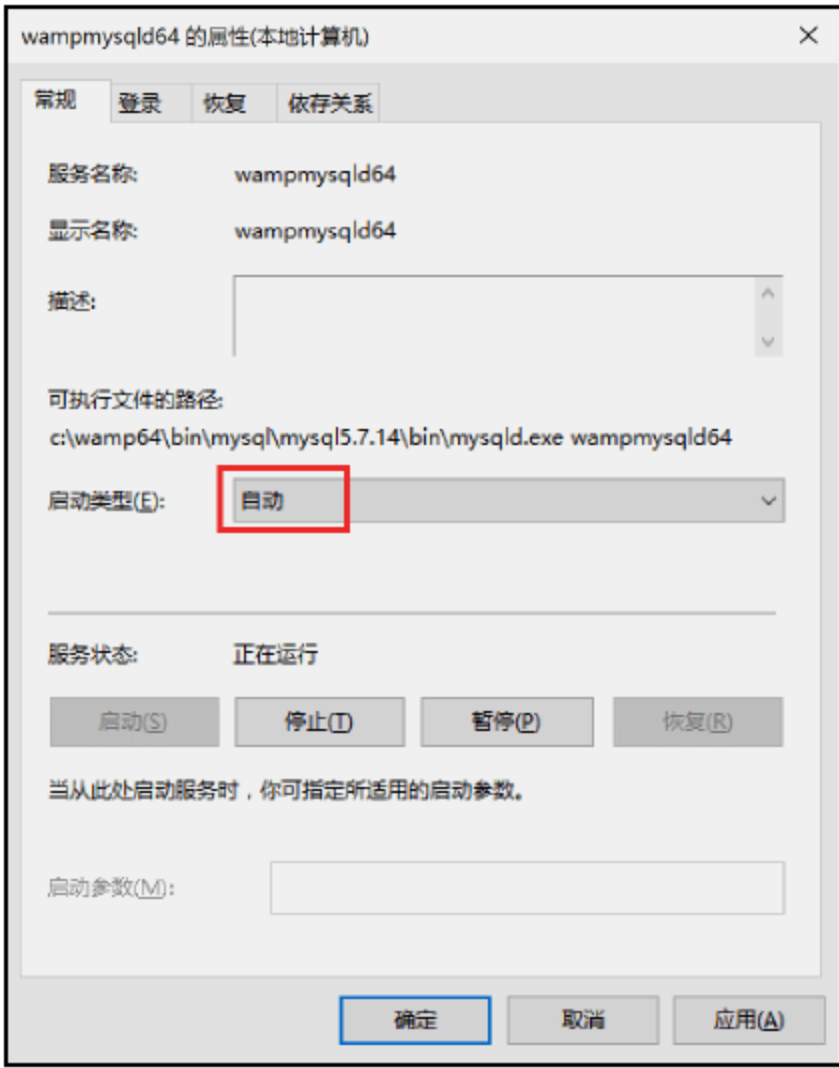 wampmysqld64 的属性(本地计算机)
常规 登录 恢复 依存关系
服务名称: wampmysqld64
显示名称: wampmysqld64
描述:
可执行文件的路径:
c:\wamp64\bin\mysql\mysql5.7.14\bin\mysqld.exe wampmysqld64
启动类型(E): 自动
服务状态: 正在运行
启动(S) 停止(T) 暂停(P) 恢复(R)
当从此处启动服务时，你可指定所适用的启动参数。
启动参数(M):
确定 取消 应用(A)